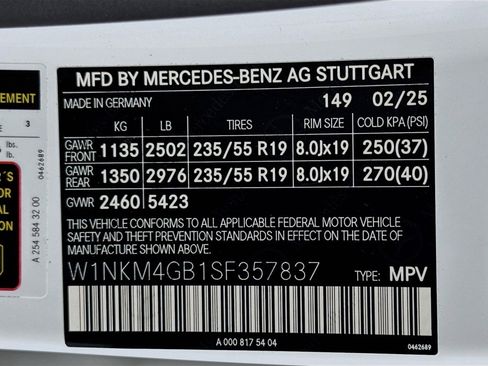 MFD BY MERCEDES-BENZ AG STUTTGART
MADE IN GERMANY 149 02/25
KG LB TIRES RIM SIZE COLD KPA (PSI)
GAWR FRONT 1135 2502 235/55 R19 8.0Jx19 250(37)
GAWR REAR 1350 2976 235/55 R19 8.0Jx19 270(40)
GVWR 2460 5423
THIS VEHICLE CONFORMS TO ALL APPLICABLE FEDERAL MOTOR VEHICLE
SAFETY AND THEFT PREVENTION STANDARDS IN EFFECT ON THE DATE OF
MANUFACTURE SHOWN ABOVE.
W1NKM4GB1SF357837 TYPE: MPV
A 000 817 54 04
0462689
EMENT
3
lbs.
lbs.
0462689
A 254 584 32 00